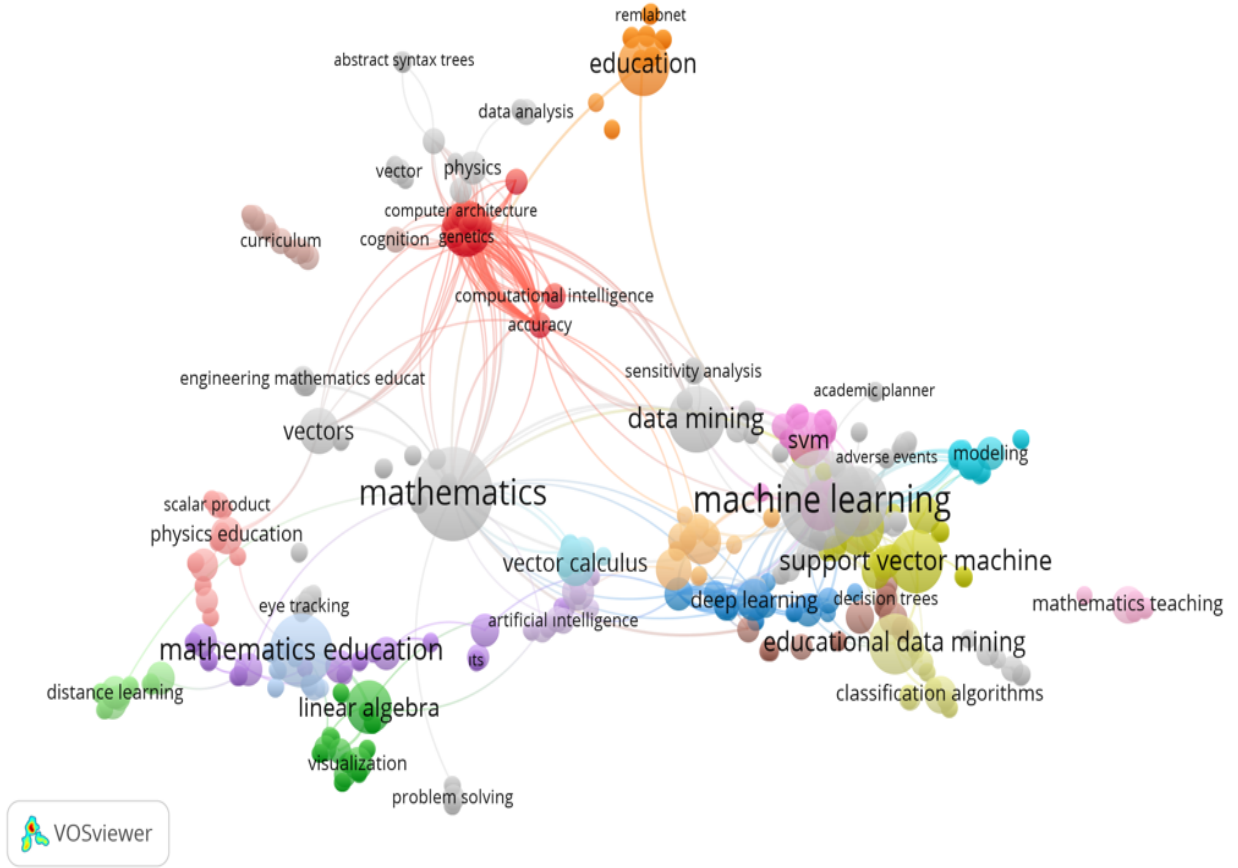 remlabnet
education
abstract syntax trees
data analysis
vector
physics
computer architecture
curriculum
cognition
genetics
computational intelligence
accuracy
engineering mathematics educat
sensitivity analysis
academic planner
vectors
data mining
svm
adverse events
modeling
mathematics
machine learning
scalar product
physics education
vector calculus
support vector machine
eye tracking
artificial intelligence
deep learning
decision trees
mathematics teaching
mathematics education
its
educational data mining
distance learning
linear algebra
classification algorithms
visualization
problem solving
VOSviewer